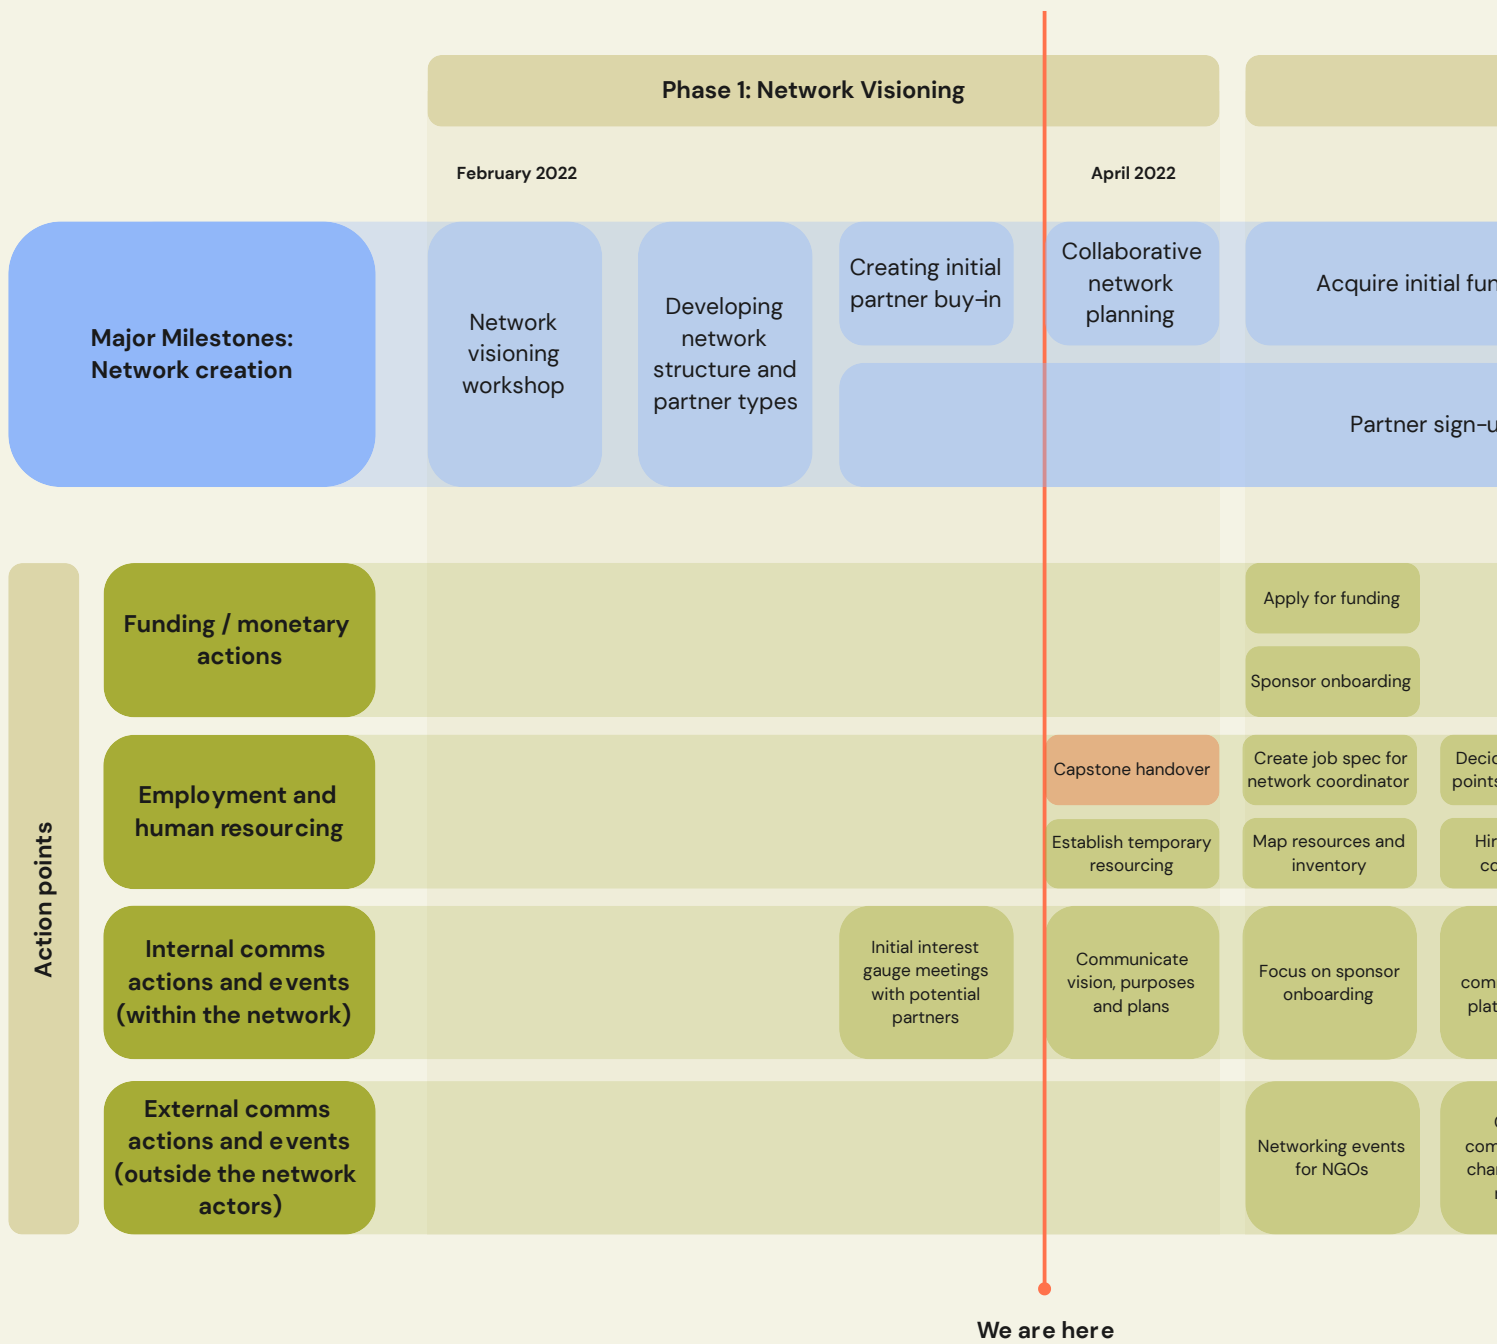 Phase 1: Network Visioning
February 2022
April 2022
Major Milestones:
Network creation
Network
visioning
workshop
Developing
network
structure and
partner types
Creating initial
partner buy-in
Collaborative
network
planning
Acquire initial
Partner
Action points
Funding / monetary
actions
Apply for funding
Sponsor onboarding
Employment and
human resourcing
Capstone handover
Establish temporary
resourcing
Create job spec for
network coordinator
Map resources and
inventory
points
Internal comms
actions and events
(within the network)
Initial interest
gauge meetings
with potential
partners
Communicate
vision, purposes
and plans
Focus on sponsor
onboarding
External comms
actions and events
(outside the network
actors)
Networking events
for NGOs
We are here